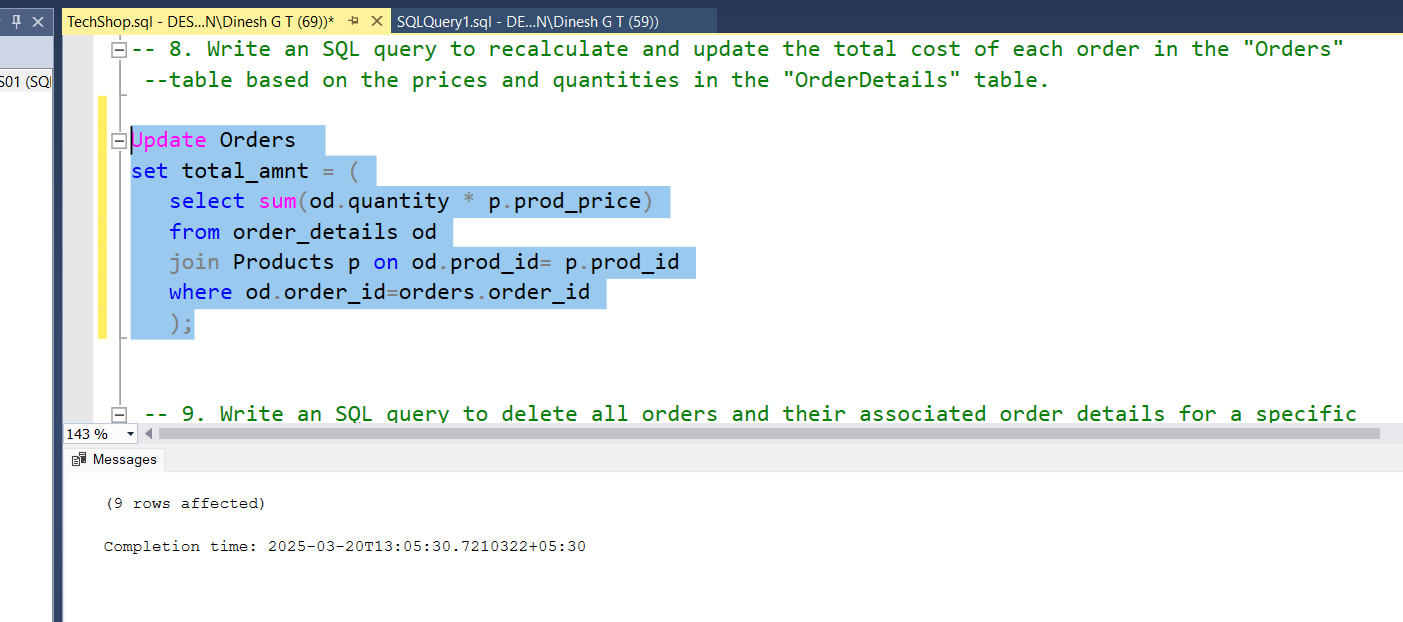 TechShop.sql - DES...N\Dinesh G T (69))* SQLQuery1.sql - DE...N\Dinesh G T (59))
S01 (SQL
-- 8. Write an SQL query to recalculate and update the total cost of each order in the "Orders"
--table based on the prices and quantities in the "OrderDetails" table.
Update Orders
set total_amnt = (
select sum(od.quantity * p.prod_price)
from order_details od
join Products p on od.prod_id= p.prod_id
where od.order_id=orders.order_id
);
-- 9. Write an SQL query to delete all orders and their associated order details for a specific
143 %
Messages
(9 rows affected)
Completion time: 2025-03-20T13:05:30.7210322+05:30